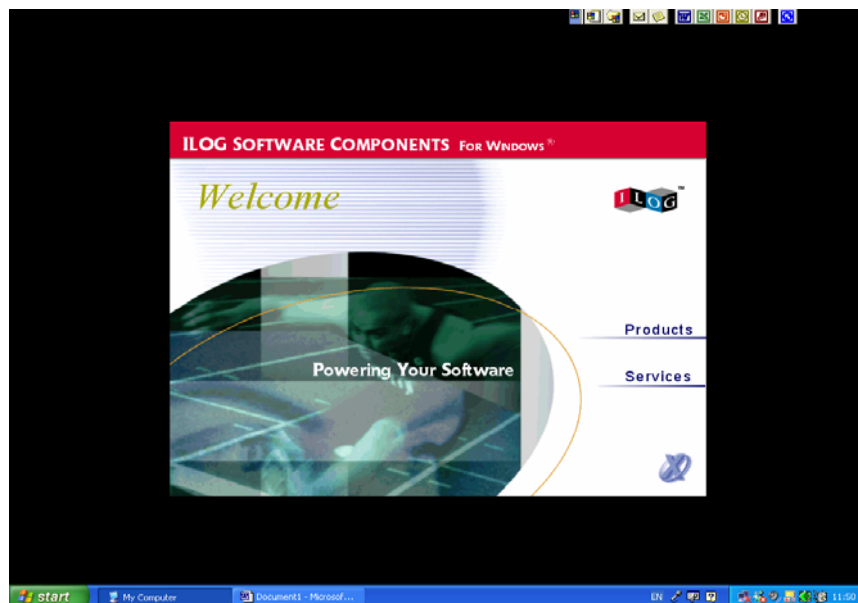 ILOG SOFTWARE COMPONENTS FOR WINDOWS®
Welcome
ILOG™
Products
Powering Your Software
Services
start
My Computer
Document1 - Microsof...
EN
11:50